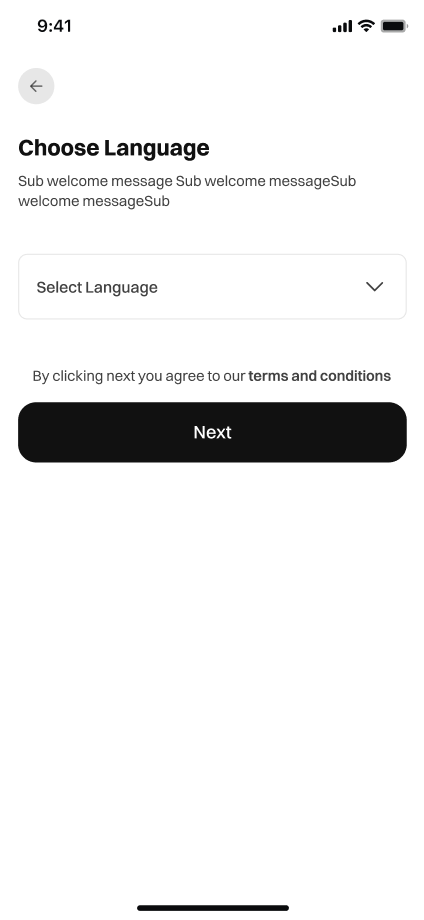 9:41
Choose Language
Sub welcome message Sub welcome messageSub
welcome messageSub
Select Language
By clicking next you agree to our terms and conditions
Next